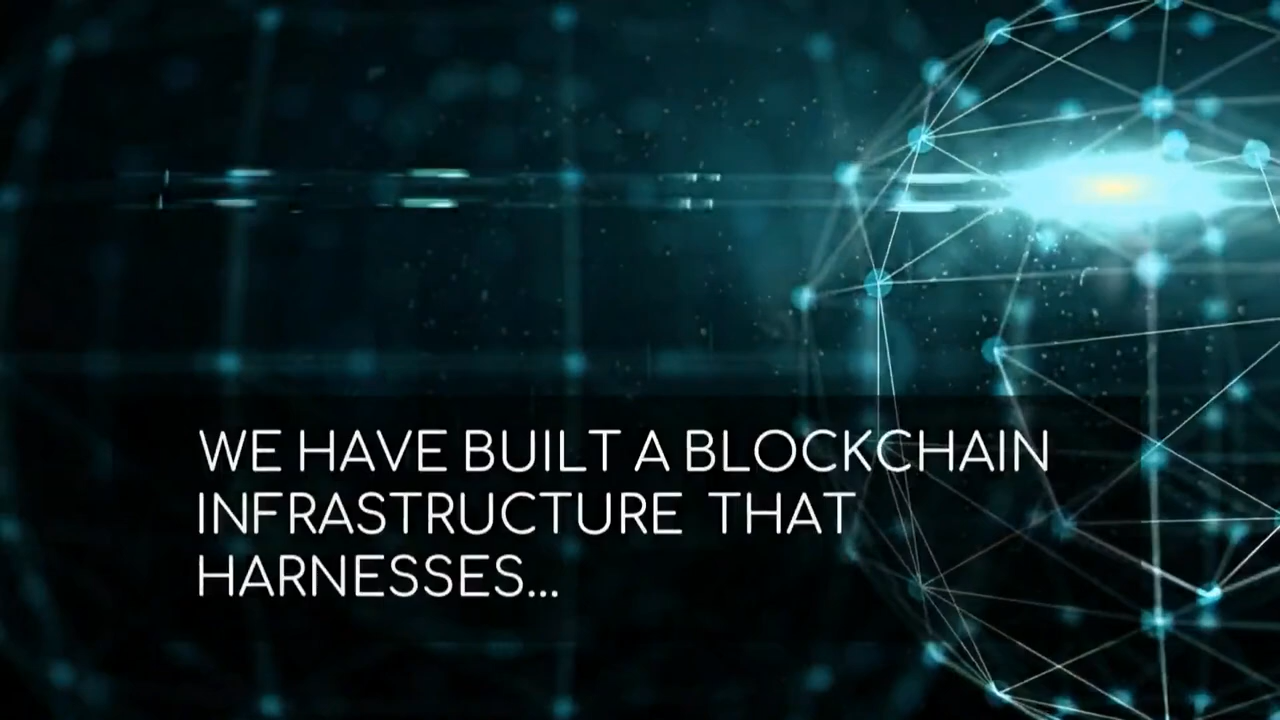 WE HAVE BUILT A BLOCKCHAIN
INFRASTRUCTURE THAT
HARNESSES...